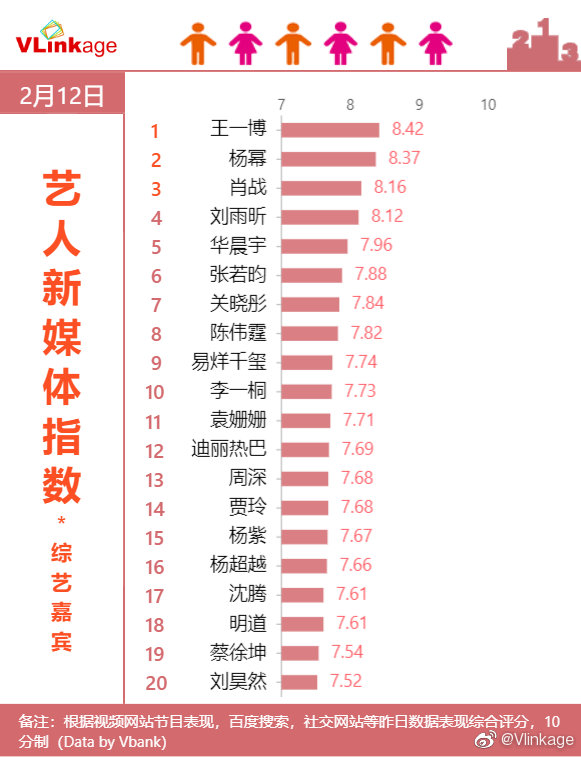 VLinkage
1
2
3
2月12日
艺人新媒体指数
*
综艺嘉宾
7 8 9 10
1 王一博 8.42
2 杨幂 8.37
3 肖战 8.16
4 刘雨昕 8.12
5 华晨宇 7.96
6 张若昀 7.88
7 关晓彤 7.84
8 陈伟霆 7.82
9 易烊千玺 7.74
10 李一桐 7.73
11 袁姗姗 7.71
12 迪丽热巴 7.69
13 周深 7.68
14 贾玲 7.68
15 杨紫 7.67
16 杨超越 7.66
17 沈腾 7.61
18 明道 7.61
19 蔡徐坤 7.54
20 刘昊然 7.52
备注：根据视频网站节目表现，百度搜索，社交网站等昨日数据表现综合评分，10
分制（Data by Vbank）
@Vlinkage